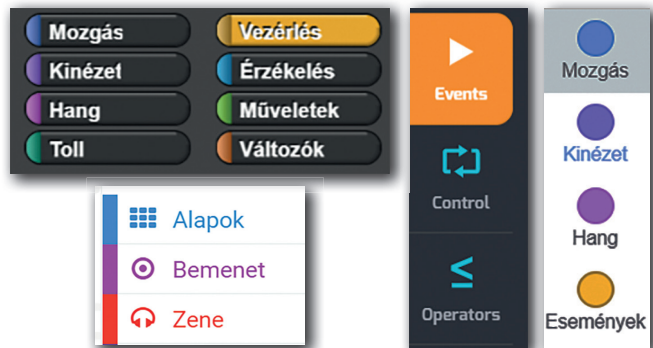 Mozgás
Vezérlés
Kinézet
Érzékelés
Hang
Műveletek
Toll
Változók
Alapok
Bemenet
Zene
Events
Control
Operators
Mozgás
Kinézet
Hang
Események